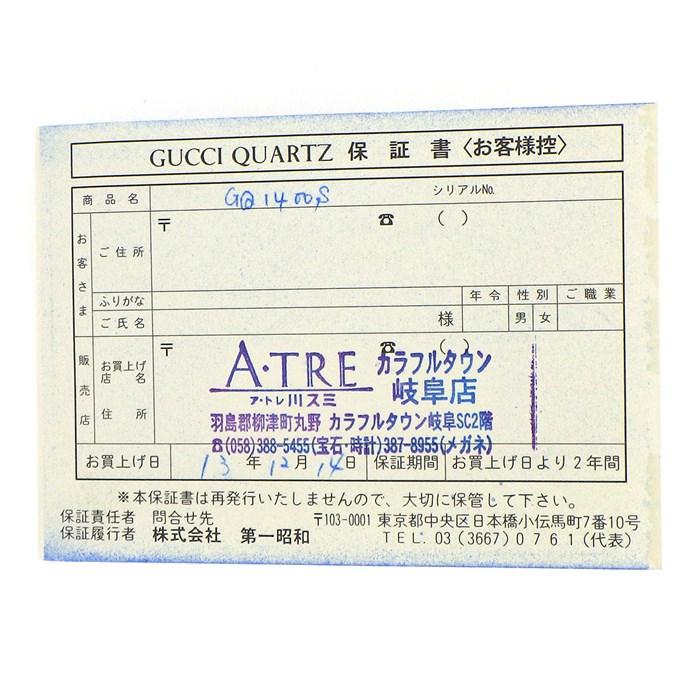 GUCCI QUARTZ 保証書〈お客様控〉
商品名 GQ1400S シリアルNo.
お客さま
ご住所 〒 ☎ ( )
ふりがな 年令 性別 ご職業
ご氏名 様 男 女
販売店
お買上げ店名 〒 ☎ ( )
住所
A・TRE カラフルタウン
ア・トレ川スミ 岐阜店
羽島郡柳津町丸野 カラフルタウン岐阜SC2階
☎(058)388-5455(宝石・時計)387-8955(メガネ)
お買上げ日 13年12月14日 保証期間 お買上げ日より2年間
※本保証書は再発行いたしませんので、大切に保管して下さい。
保証責任者 問合せ先 〒103-0001 東京都中央区日本橋小伝馬町7番10号
保証履行者 株式会社 第一昭和 TEL. 03(3667)0761(代表)